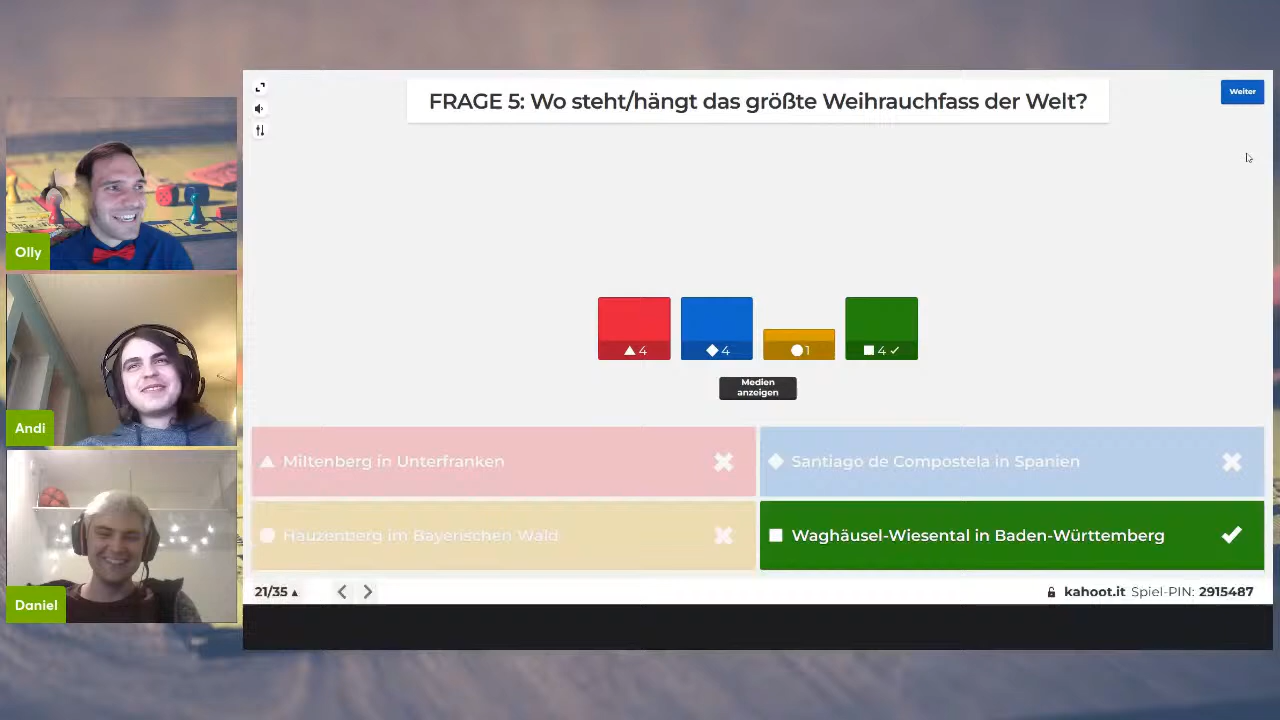 FRAGE 5: Wo steht/hängt das größte Weihrauchfass der Welt?
Weiter
Olly
Andi
Daniel
4
4
1
4
Medien
anzeigen
Miltenberg in Unterfranken
Santiago de Compostela in Spanien
Hauzenberg im Bayerischen Wald
Waghäusel-Wiesental in Baden-Württemberg
21/35
kahoot.it Spiel-PIN: 2915487